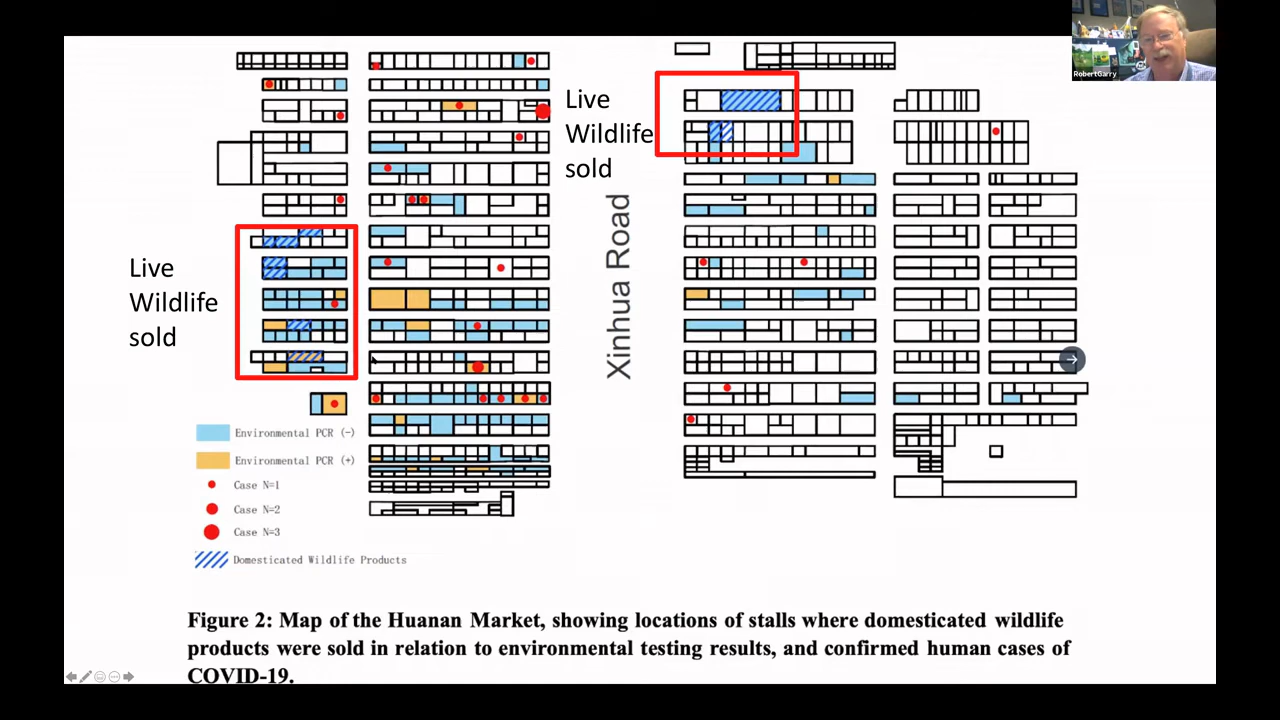 RobertGarry
Live
Wildlife
sold
Live
Wildlife
sold
Xinhua Road
Environmental PCR (-)
Environmental PCR (+)
Case N=1
Case N=2
Case N=3
Domesticated Wildlife Products
Figure 2: Map of the Huanan Market, showing locations of stalls where domesticated wildlife
products were sold in relation to environmental testing results, and confirmed human cases of
COVID-19.